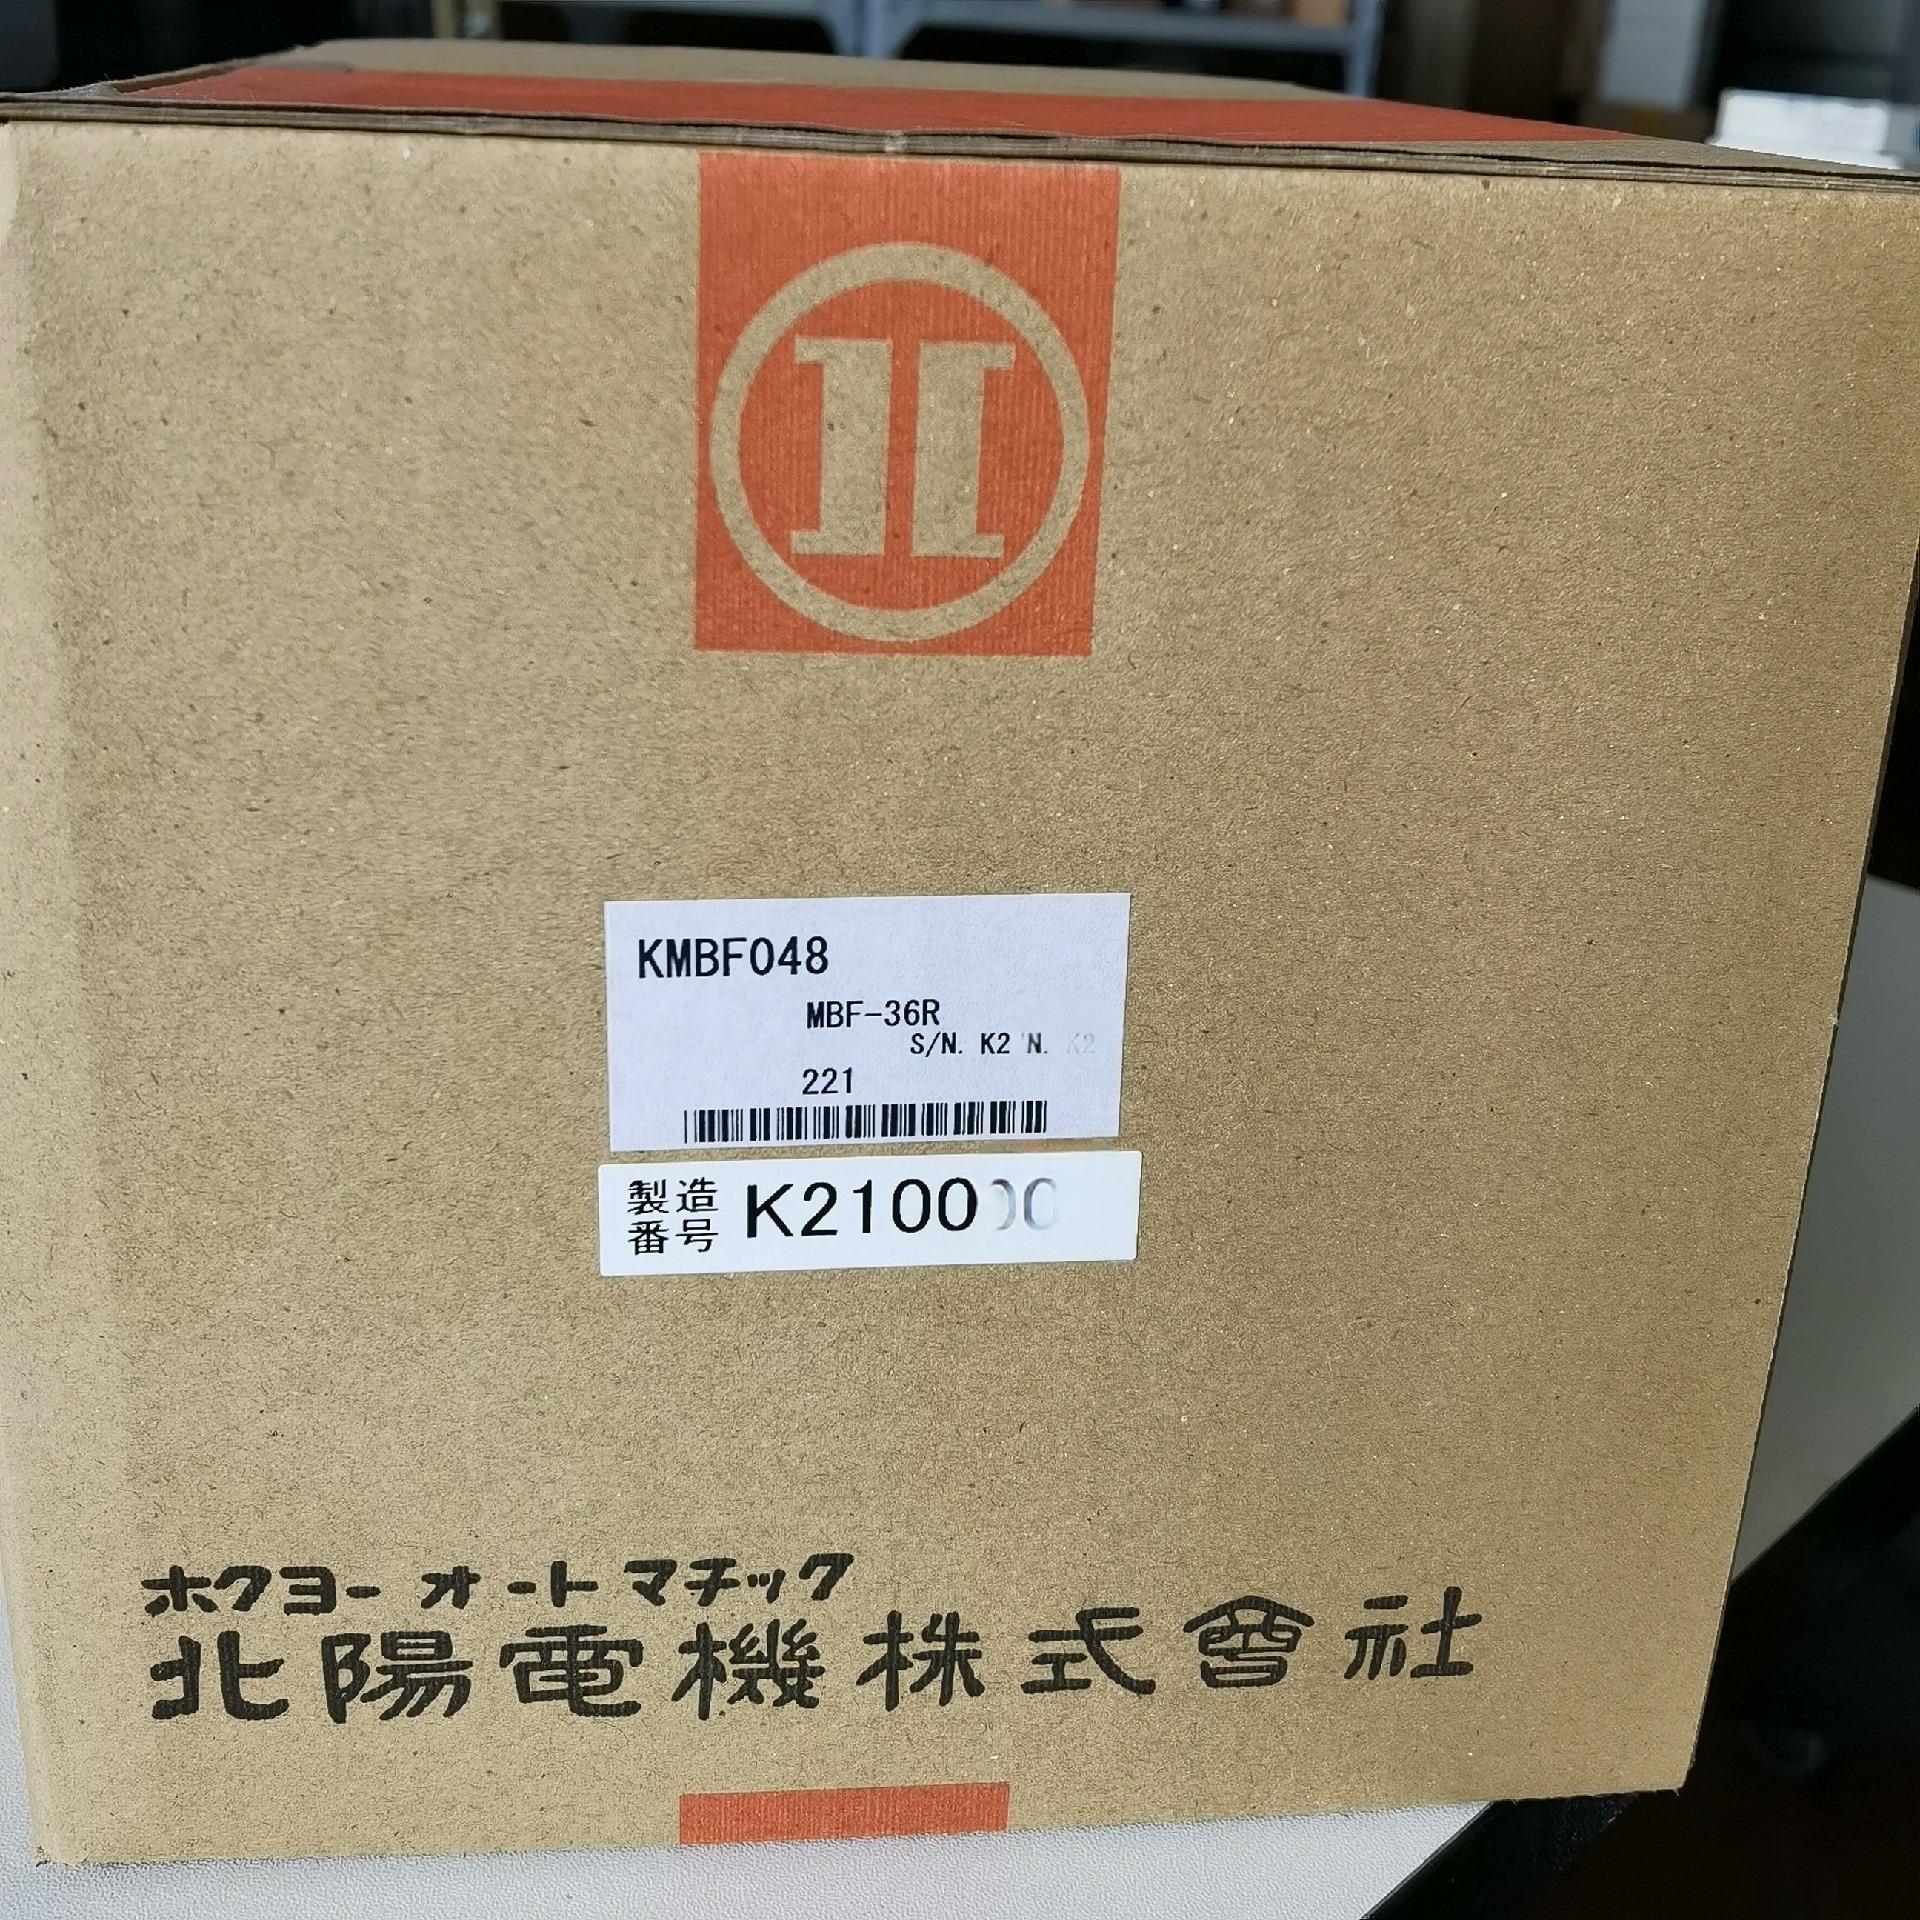 KMBF048
MBF-36R
S/N. K2 N. K2
221
製造
番号 K2100
ホクヨーオートマチック
北陽電機株式會社